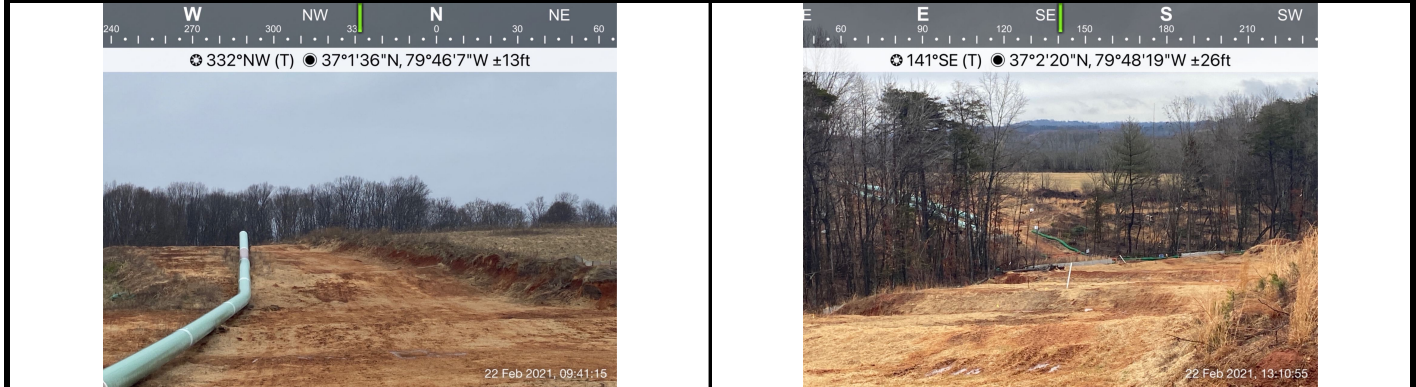 W NW N NE
240 270 300 33 0 30 60
332°NW (T) 37°1'36"N, 79°46'7"W ±13ft
22 Feb 2021, 09:41:15
E E SE S SW
60 90 120 150 180 210
141°SE (T) 37°2'20"N, 79°48'19"W ±26ft
22 Feb 2021, 13:10:55